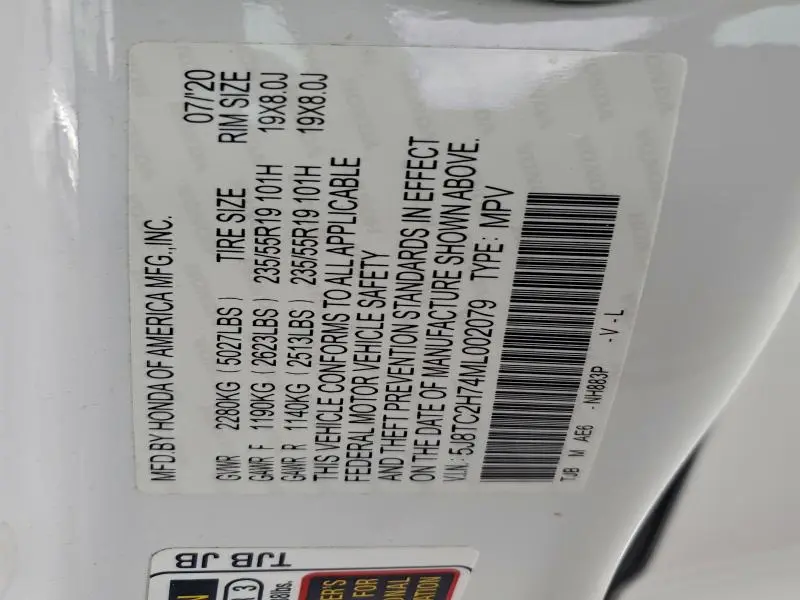 MFD.BY HONDA OF AMERICA MFG.,INC. 07/'20
GVWR 2280KG (5027LBS) TIRE SIZE RIM SIZE
GAWR F 1190KG (2623LBS) 235/55R19 101H 19X8.0J
GAWR R 1140KG (2513LBS) 235/55R19 101H 19X8.0J
THIS VEHICLE CONFORMS TO ALL APPLICABLE
FEDERAL MOTOR VEHICLE SAFETY
AND THEFT PREVENTION STANDARDS IN EFFECT
ON THE DATE OF MANUFACTURE SHOWN ABOVE.
V.I.N.: 5J8TC2H74ML002079 TYPE: MPV
TJB M AE6 -NH883P -V-L
TJB JB